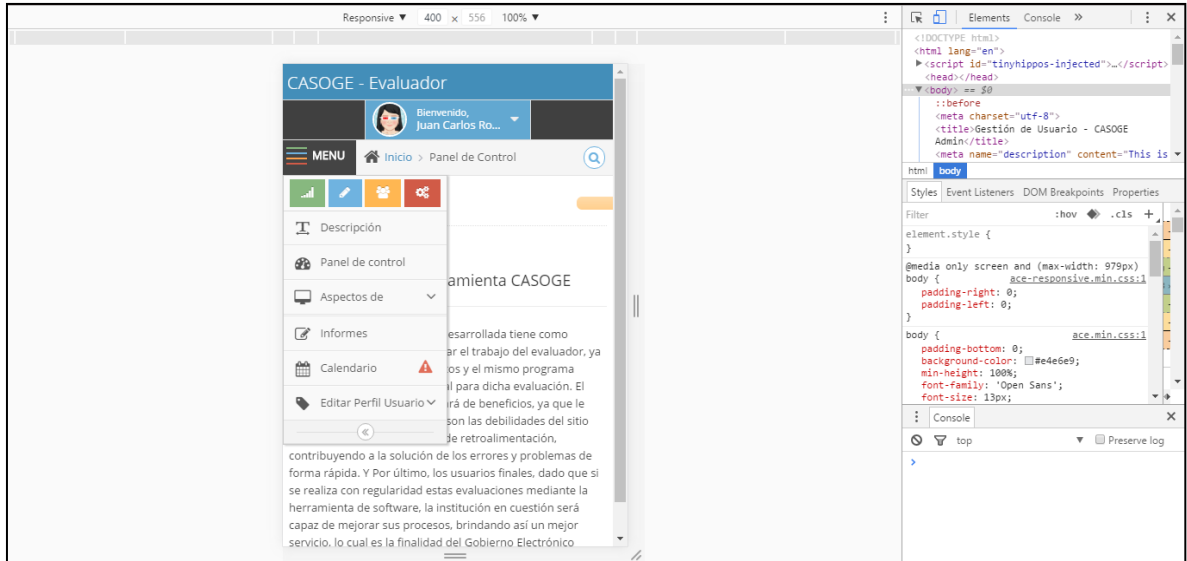 Responsive ▼ 400 x 556 100% ▼
CASOGE - Evaluador
Bienvenido,
Juan Carlos Ro...
MENU Inicio > Panel de Control
Descripción
Panel de control
Aspectos de
Informes
Calendario
Editar Perfil Usuario
amienta CASOGE
esarrollada tiene como
ar el trabajo del evaluador, ya
os y el mismo programa
al para dicha evaluación. El
rá de beneficios, ya que le
son las debilidades del sitio
de retroalimentación,
contribuyendo a la solución de los errores y problemas de
forma rápida. Y Por último, los usuarios finales, dado que si
se realiza con regularidad estas evaluaciones mediante la
herramienta de software, la institución en cuestión será
capaz de mejorar sus procesos, brindando así un mejor
servicio, lo cual es la finalidad del Gobierno Electrónico
Elements Console »
<!DOCTYPE html>
<html lang="en">
▶<script id="tinyhippos-injected">…</script>
<head></head>
▼<body> == $0
::before
<meta charset="utf-8">
<title>Gestión de Usuario - CASOGE
Admin</title>
<meta name="description" content="This is
html body
Styles Event Listeners DOM Breakpoints Properties
Filter :hov .cls +
element.style {
}
@media only screen and (max-width: 979px)
body { ace-responsive.min.css:1
padding-right: 0;
padding-left: 0;
}
body { ace.min.css:1
padding-bottom: 0;
background-color: #e4e6e9;
min-height: 100%;
font-family: 'Open Sans';
font-size: 13px;
Console
top ▼ Preserve log